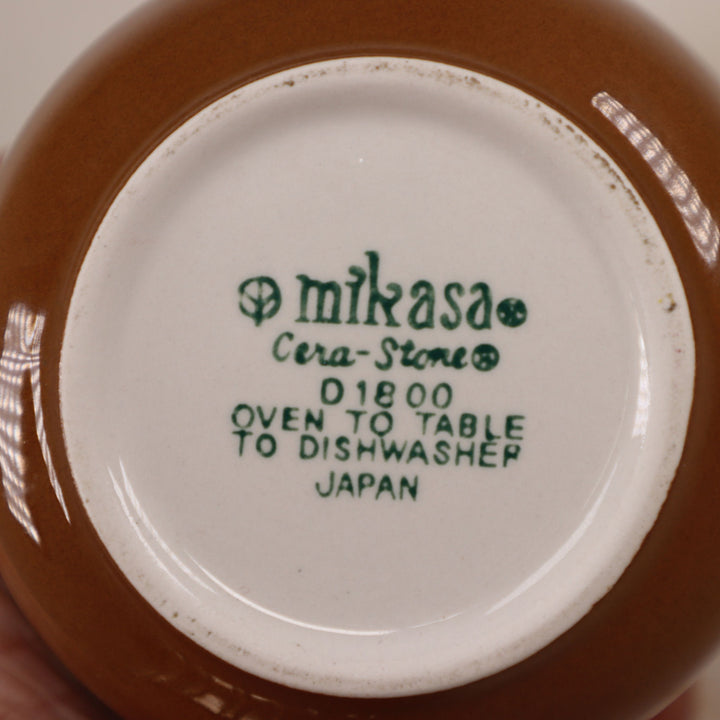 mikasa®
Cera-Stone®
D1800
OVEN TO TABLE
TO DISHWASHER
JAPAN